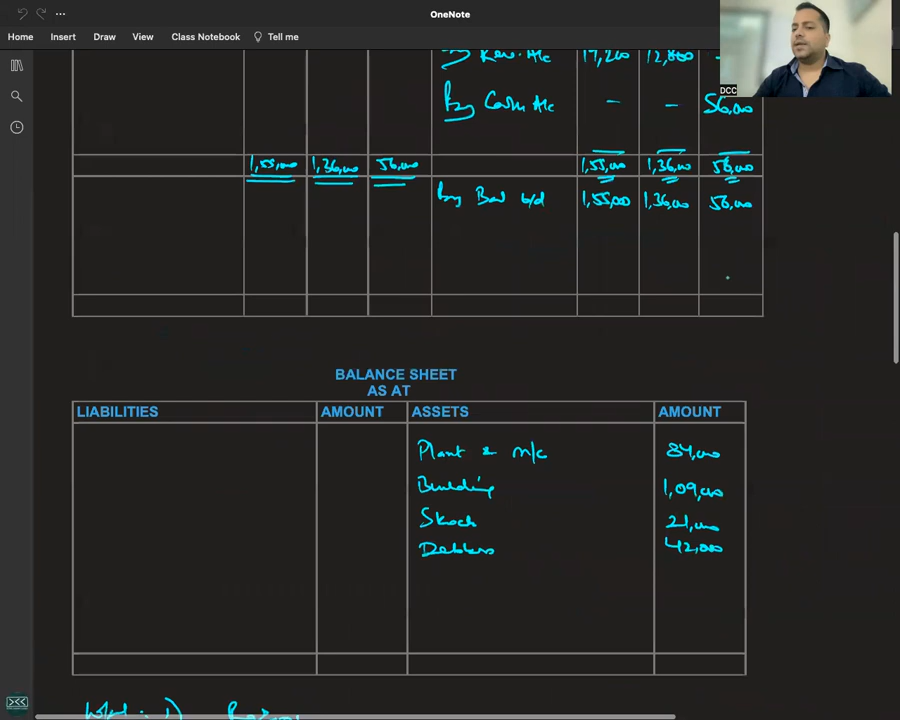 OneNote
Home Insert Draw View Class Notebook Tell me
DCC
By Rev. A/c 12,800 -
By Cash A/c - - 56,000
1,55,000 1,36,000 56,000 1,55,000 1,36,000 56,000
By Bal b/d 1,55,000 1,36,000 56,000
BALANCE SHEET
AS AT
LIABILITIES AMOUNT ASSETS AMOUNT
Plant & m/c 84,000
Building 1,09,000
Stock 21,000
Debtors 42,000